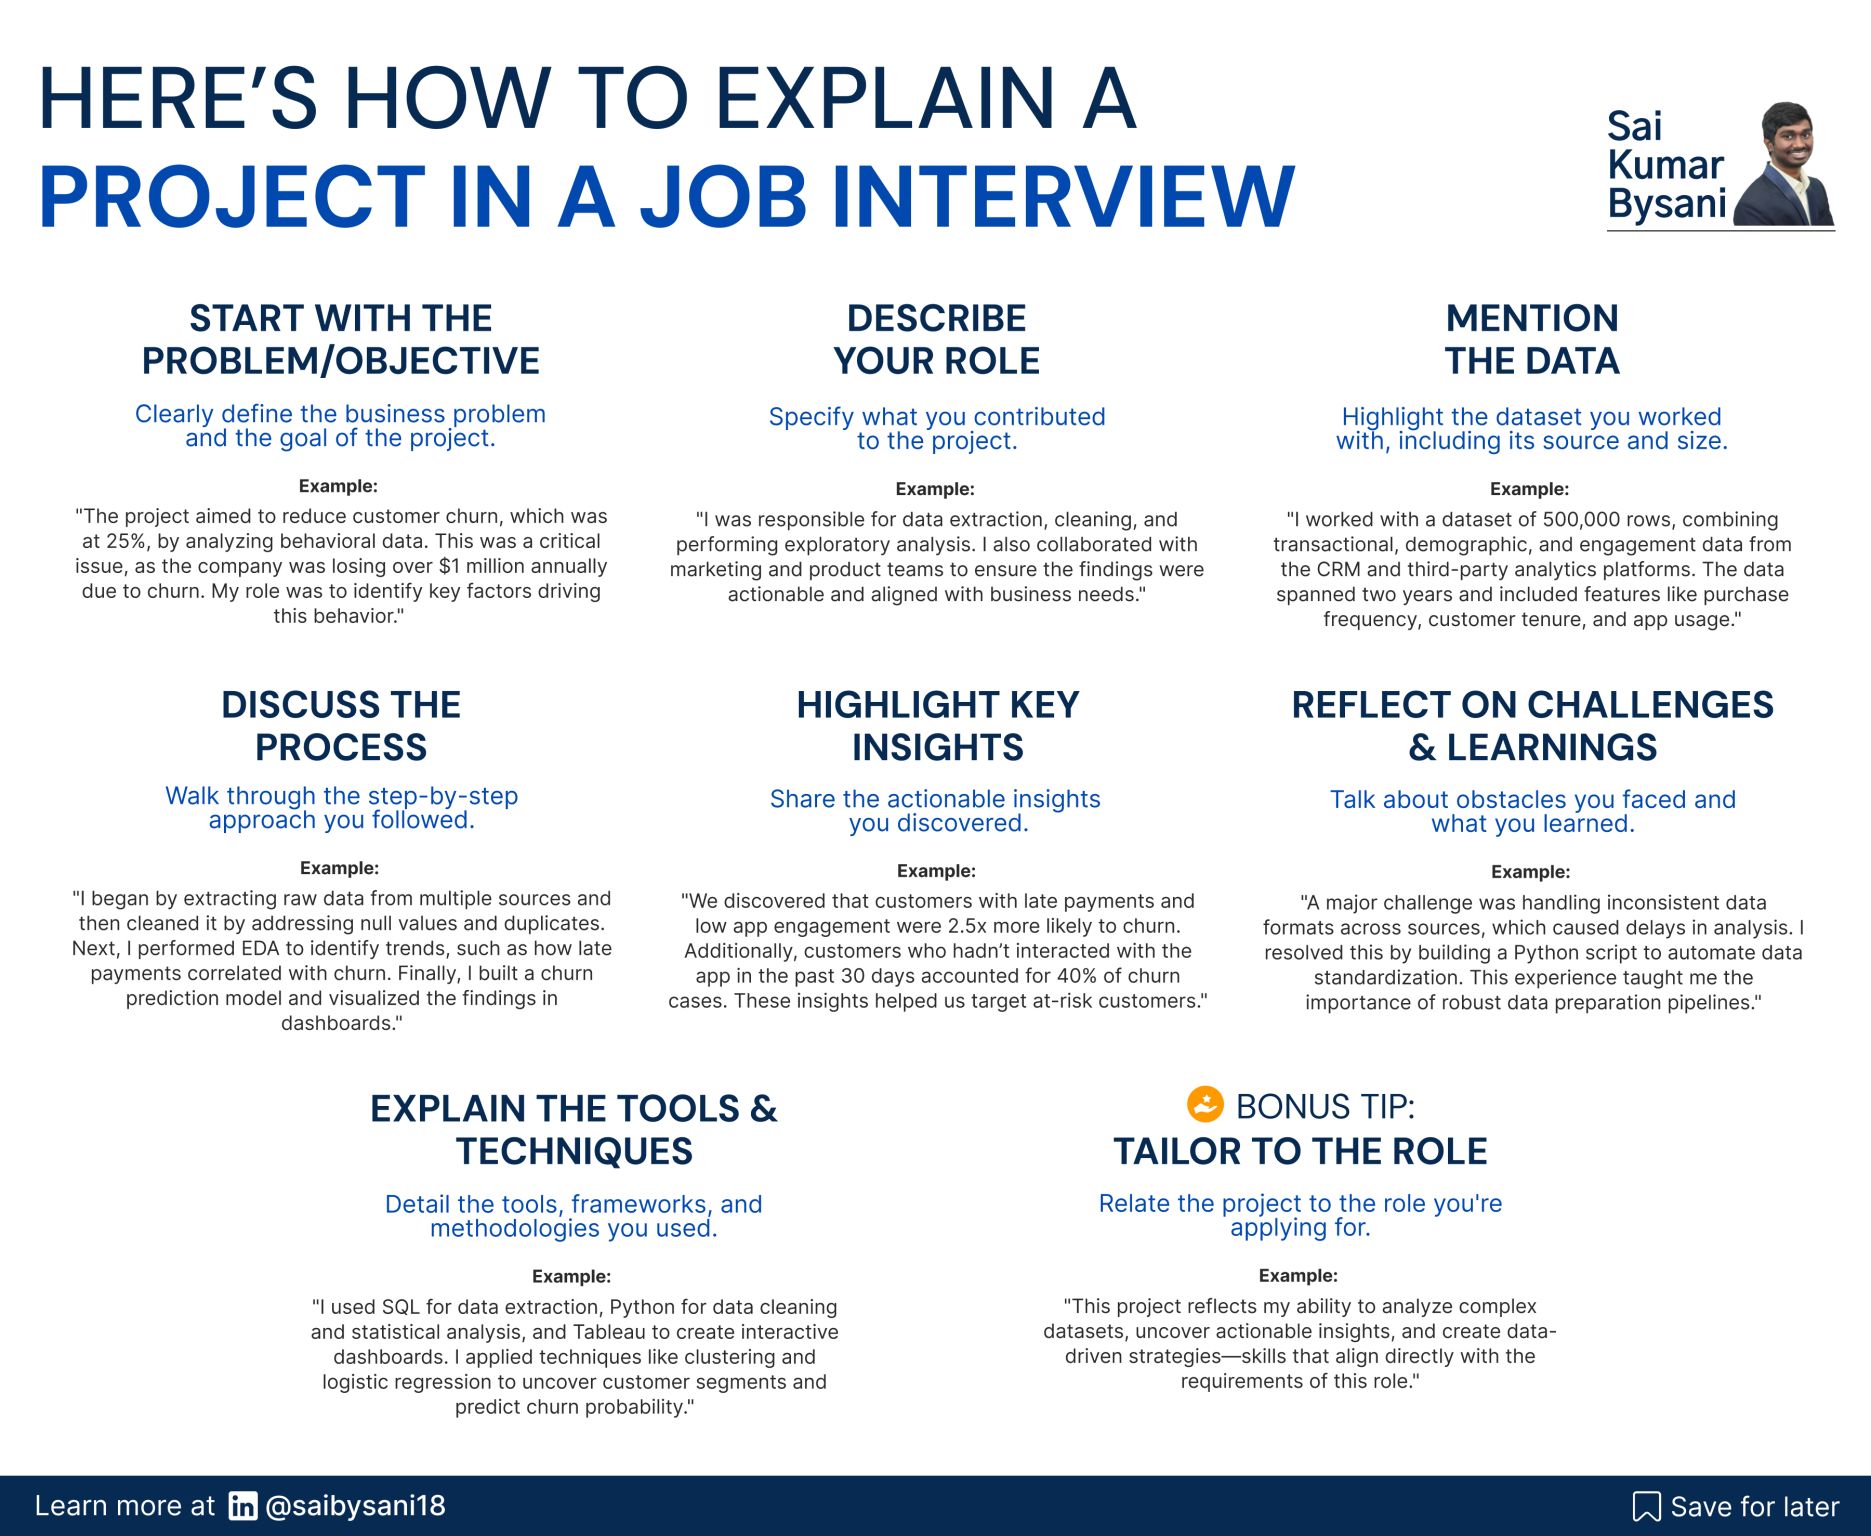 HERE’S HOW TO EXPLAIN A
PROJECT IN A JOB INTERVIEW
Sai
Kumar
Bysani
START WITH THE
PROBLEM/OBJECTIVE
Clearly define the business problem
and the goal of the project.
Example:
"The project aimed to reduce customer churn, which was
at 25%, by analyzing behavioral data. This was a critical
issue, as the company was losing over $1 million annually
due to churn. My role was to identify key factors driving
this behavior."
DESCRIBE
YOUR ROLE
Specify what you contributed
to the project.
Example:
"I was responsible for data extraction, cleaning, and
performing exploratory analysis. I also collaborated with
marketing and product teams to ensure the findings were
actionable and aligned with business needs."
MENTION
THE DATA
Highlight the dataset you worked
with, including its source and size.
Example:
"I worked with a dataset of 500,000 rows, combining
transactional, demographic, and engagement data from
the CRM and third-party analytics platforms. The data
spanned two years and included features like purchase
frequency, customer tenure, and app usage."
DISCUSS THE
PROCESS
Walk through the step-by-step
approach you followed.
Example:
"I began by extracting raw data from multiple sources and
then cleaned it by addressing null values and duplicates.
Next, I performed EDA to identify trends, such as how late
payments correlated with churn. Finally, I built a churn
prediction model and visualized the findings in
dashboards."
HIGHLIGHT KEY
INSIGHTS
Share the actionable insights
you discovered.
Example:
"We discovered that customers with late payments and
low app engagement were 2.5x more likely to churn.
Additionally, customers who hadn’t interacted with the
app in the past 30 days accounted for 40% of churn
cases. These insights helped us target at-risk customers."
REFLECT ON CHALLENGES
& LEARNINGS
Talk about obstacles you faced and
what you learned.
Example:
"A major challenge was handling inconsistent data
formats across sources, which caused delays in analysis. I
resolved this by building a Python script to automate data
standardization. This experience taught me the
importance of robust data preparation pipelines."
EXPLAIN THE TOOLS &
TECHNIQUES
Detail the tools, frameworks, and
methodologies you used.
Example:
"I used SQL for data extraction, Python for data cleaning
and statistical analysis, and Tableau to create interactive
dashboards. I applied techniques like clustering and
logistic regression to uncover customer segments and
predict churn probability."
BONUS TIP:
TAILOR TO THE ROLE
Relate the project to the role you're
applying for.
Example:
"This project reflects my ability to analyze complex
datasets, uncover actionable insights, and create data-
driven strategies—skills that align directly with the
requirements of this role."
Learn more at in @saibysani18
Save for later